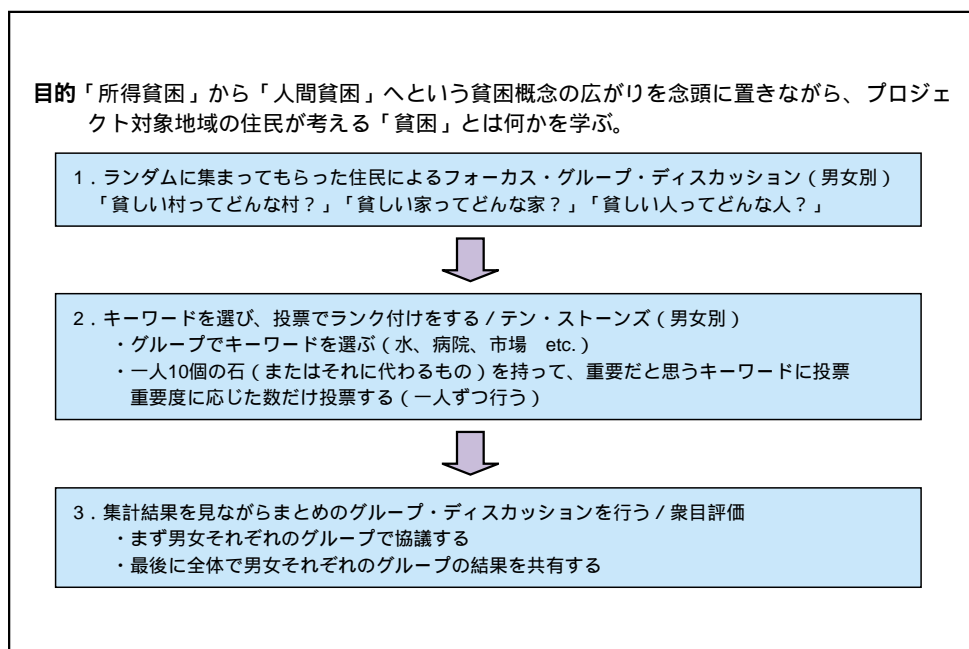 目的「所得貧困」から「人間貧困」へという貧困概念の広がりを念頭に置きながら、プロジェ
クト対象地域の住民が考える「貧困」とは何かを学ぶ。
1．ランダムに集まってもらった住民によるフォーカス・グループ・ディスカッション（男女別）
「貧しい村ってどんな村？」「貧しい家ってどんな家？」「貧しい人ってどんな人？」
2．キーワードを選び、投票でランク付けをする / テン・ストーンズ（男女別）
・グループでキーワードを選ぶ（水、病院、市場　etc.）
・一人10個の石（またはそれに代わるもの）を持って、重要だと思うキーワードに投票
重要度に応じた数だけ投票する（一人ずつ行う）
3．集計結果を見ながらまとめのグループ・ディスカッションを行う / 衆目評価
・まず男女それぞれのグループで協議する
・最後に全体で男女それぞれのグループの結果を共有する